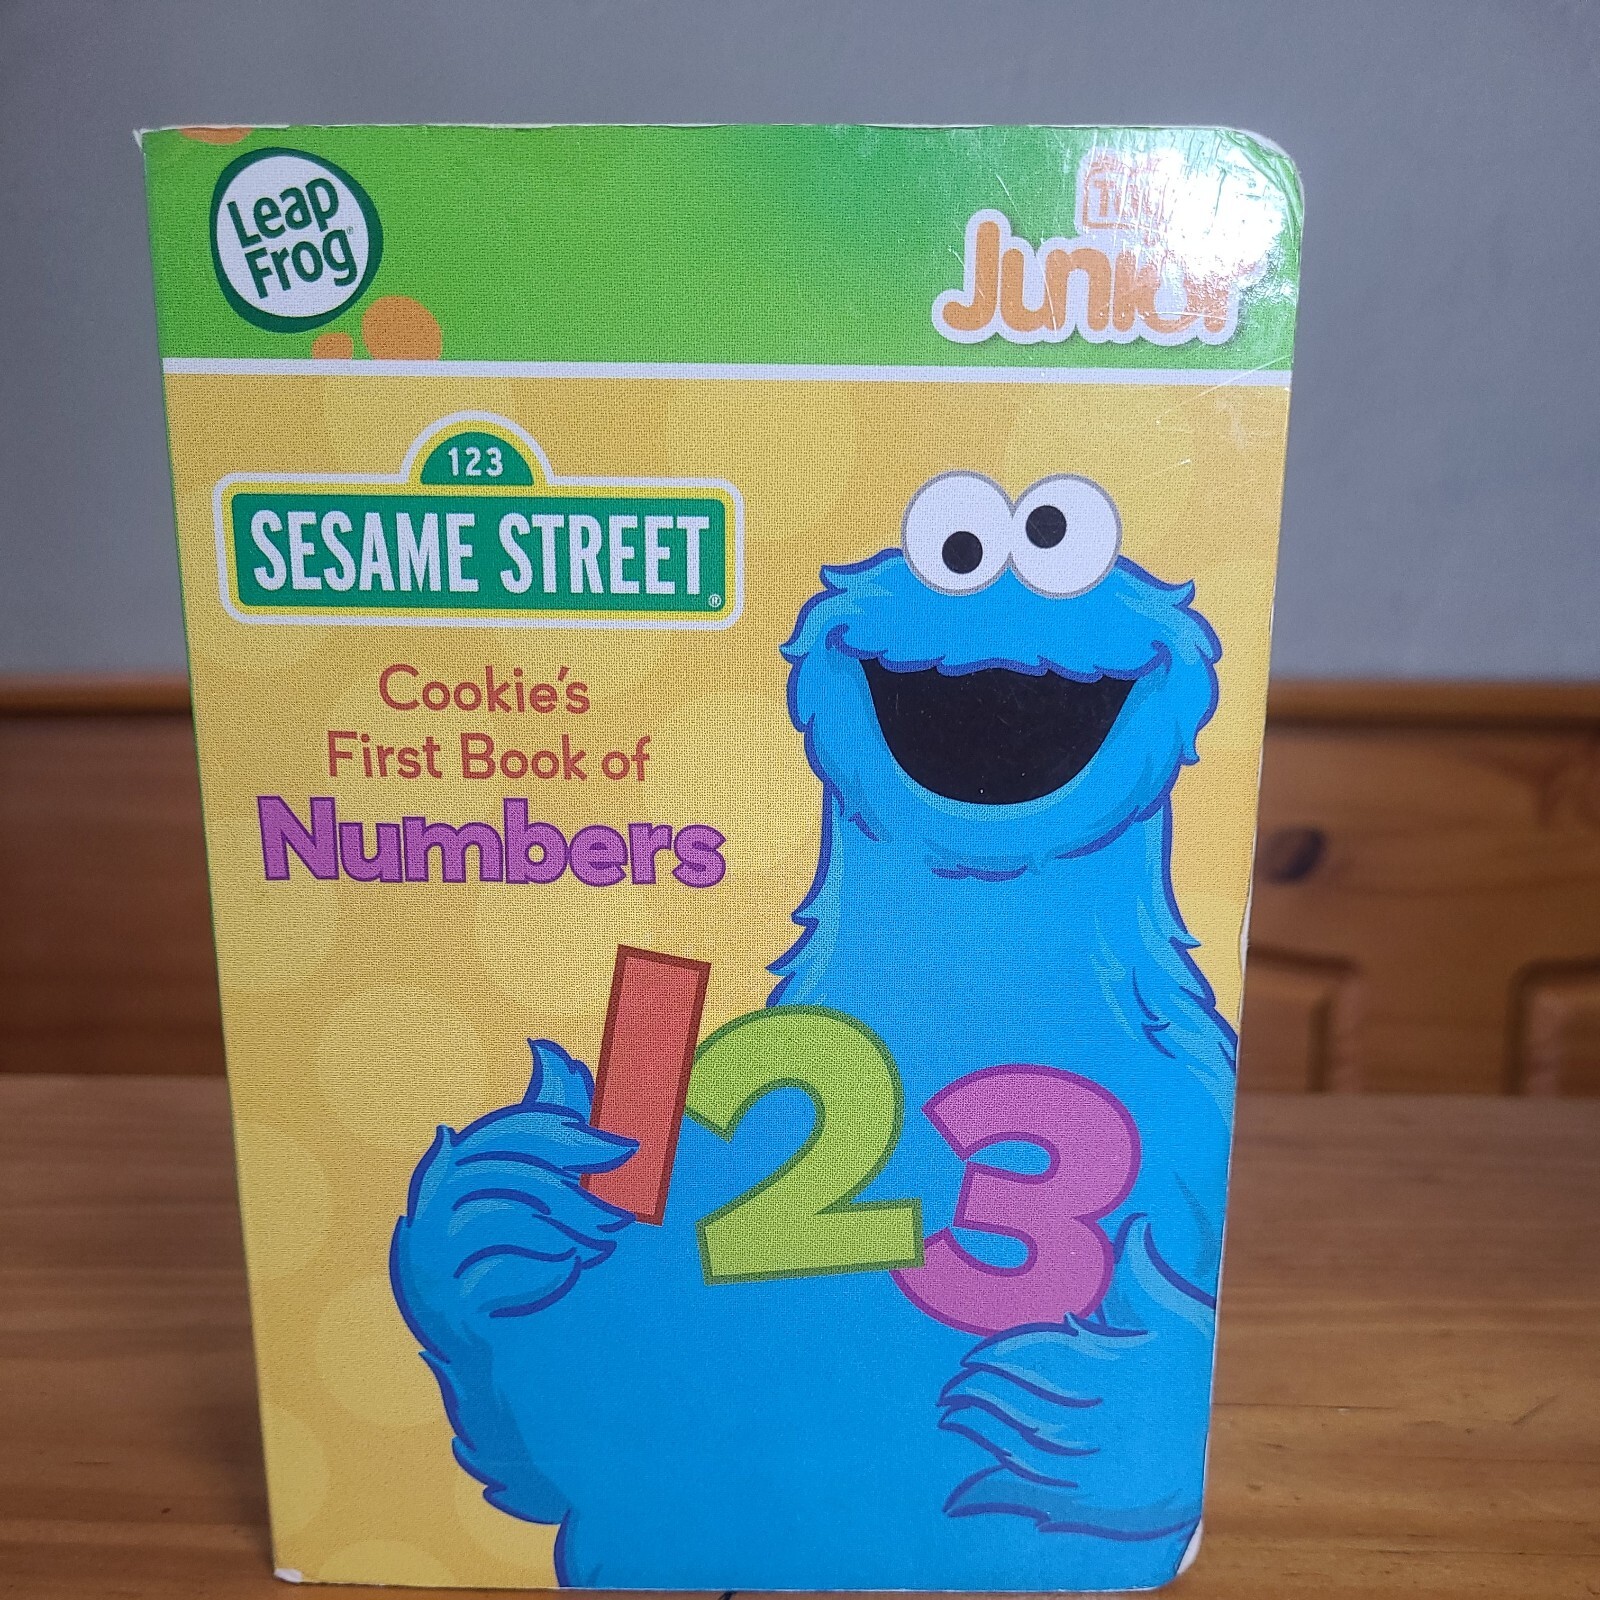 Leap
Frog
Junior
123
SESAME STREET®
Cookie's
First Book of
Numbers
123